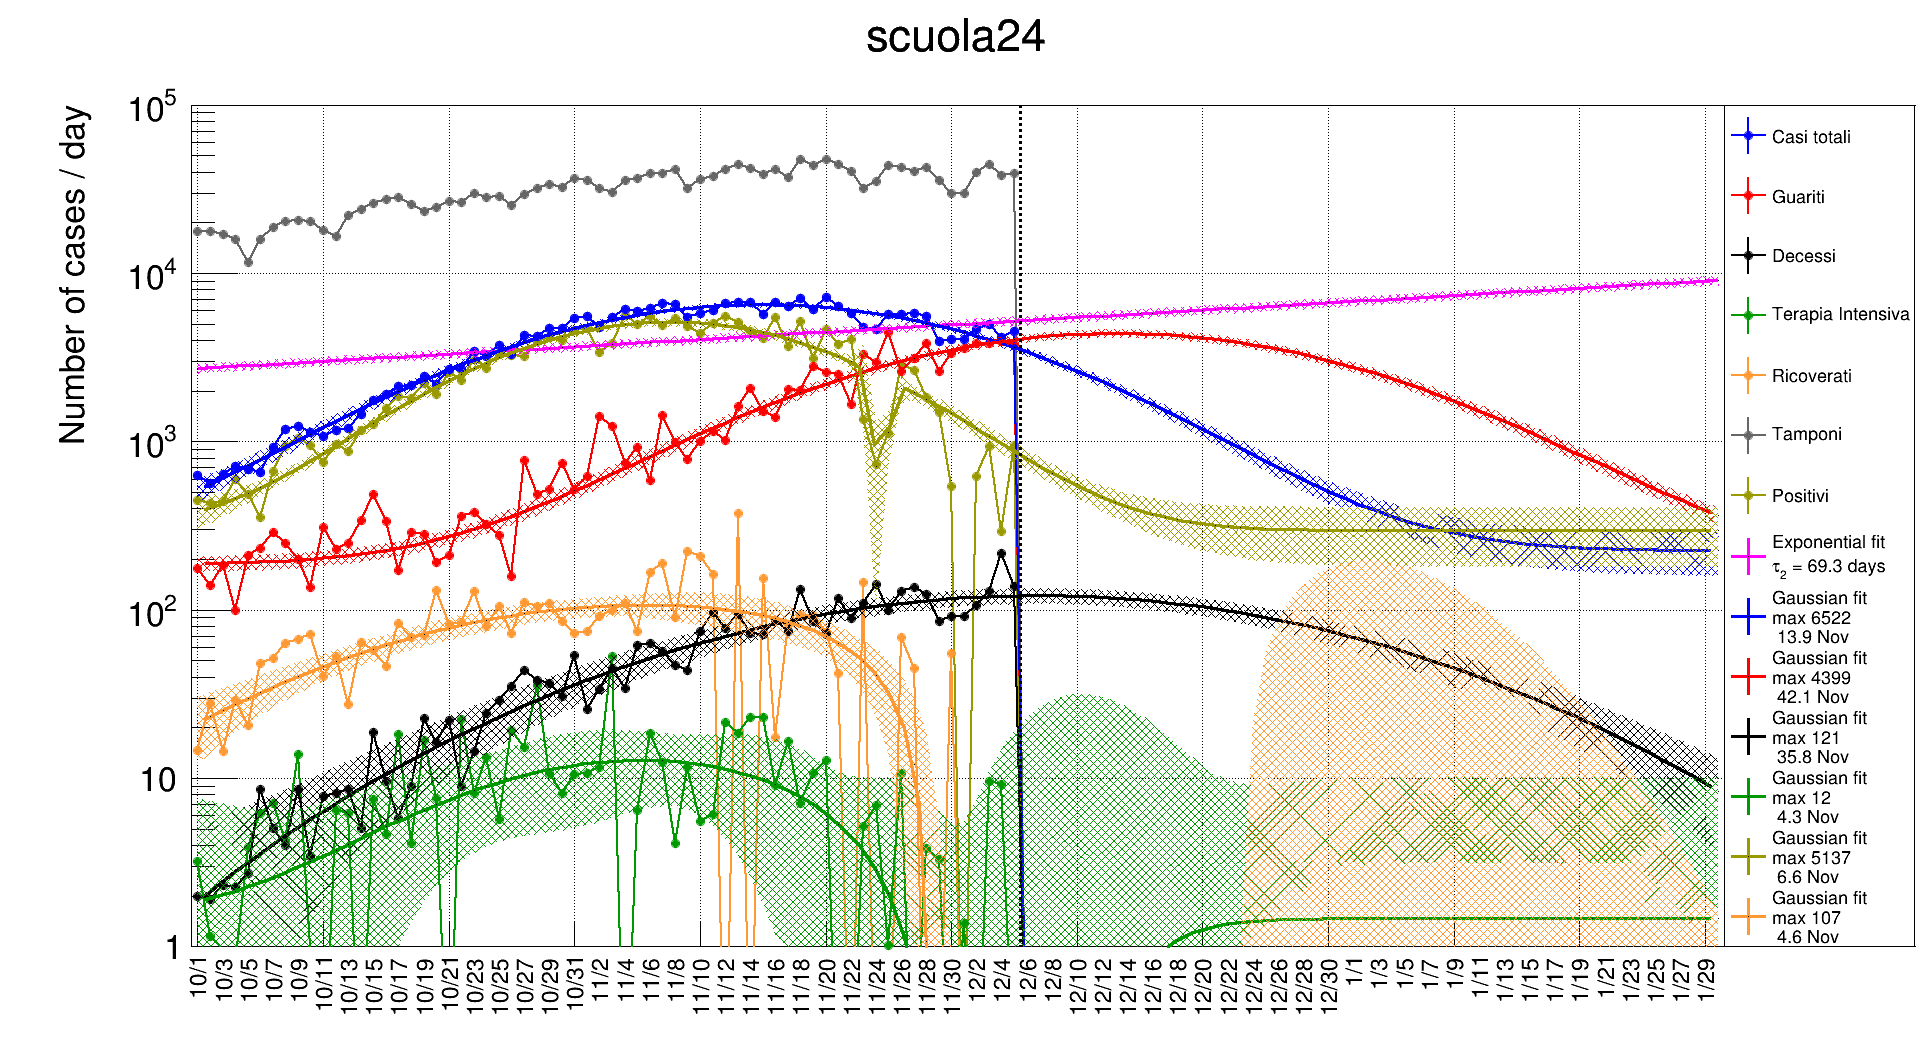 scuola24
Number of cases / day
10^5
10^4
10^3
10^2
10
1
10/1 10/3 10/5 10/7 10/9 10/11 10/13 10/15 10/17 10/19 10/21 10/23 10/25 10/27 10/29 10/31 11/2 11/4 11/6 11/8 11/10 11/12 11/14 11/16 11/18 11/20 11/22 11/24 11/26 11/28 11/30 12/2 12/4 12/6 12/8 12/10 12/12 12/14 12/16 12/18 12/20 12/22 12/24 12/26 12/28 12/30 1/1 1/3 1/5 1/7 1/9 1/11 1/13 1/15 1/17 1/19 1/21 1/23 1/25 1/27 1/29
Casi totali
Guariti
Decessi
Terapia Intensiva
Ricoverati
Tamponi
Positivi
Exponential fit
τ₂ = 69.3 days
Gaussian fit
max 6522
13.9 Nov
Gaussian fit
max 4399
42.1 Nov
Gaussian fit
max 121
35.8 Nov
Gaussian fit
max 12
4.3 Nov
Gaussian fit
max 5137
6.6 Nov
Gaussian fit
max 107
4.6 Nov